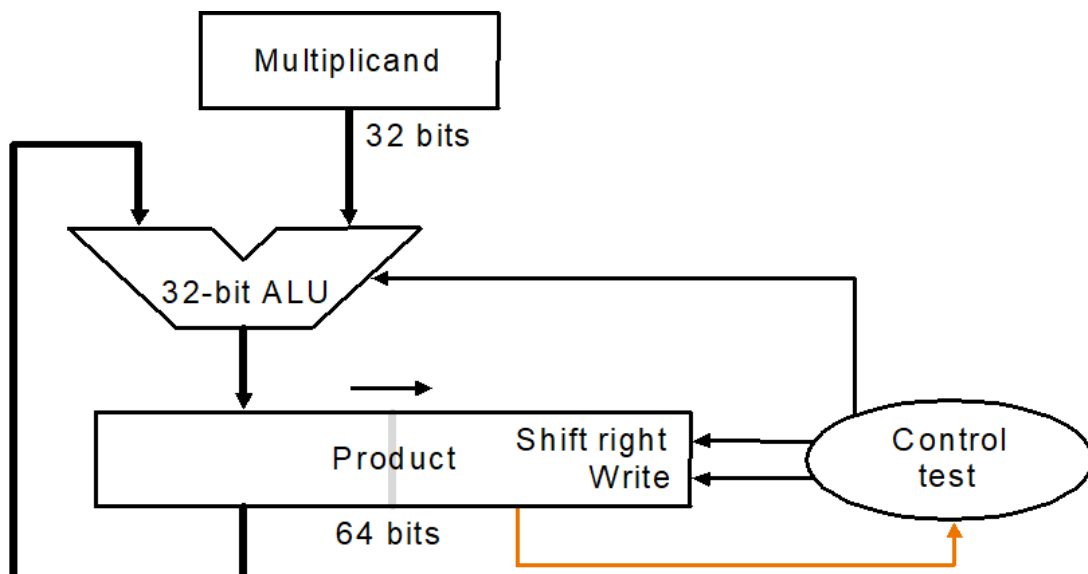 Multiplicand
32 bits
32-bit ALU
Product
Shift right
Write
Control
test
64 bits